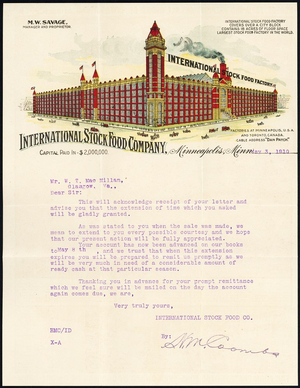 M.W. SAVAGE,
MANAGER AND PROPRIETOR.
INTERNATIONAL STOCK FOOD FACTORY
COVERS OVER A CITY BLOCK
CONTAINS 18 ACRES OF FLOOR SPACE
LARGEST STOCK FOOD FACTORY IN THE WORLD.
INTERNATIONAL STOCK FOOD FACTORY
FACTORIES AT MINNEAPOLIS, U.S.A.
AND TORONTO, CANADA.
CABLE ADDRESS "DAN PATCH"
INTERNATIONAL STOCK FOOD COMPANY,
CAPITAL PAID IN $2,000,000
Minneapolis, Minn. May 3, 1910
Mr. W. T. Mac Millan,
Glasgow, Va.,
Dear Sir:
This will acknowledge receipt of your letter and
advise you that the extension of time which you asked
will be gladly granted.
As was stated to you when the sale was made, we
mean to extend to you every possible courtesy and we hope
that our present action will be fully appreciated.
Your account has now been advanced on our books
to May 8th and we trust that when this extension
expires you will be prepared to remit us promptly as we
will be very much in need of a considerable amount of
ready cash at that particular season.
Thanking you in advance for your prompt remittance
which we feel sure will be mailed on the day the account
again comes due, we are,
Very truly yours,
INTERNATIONAL STOCK FOOD CO.
By:
Coombs
X-A